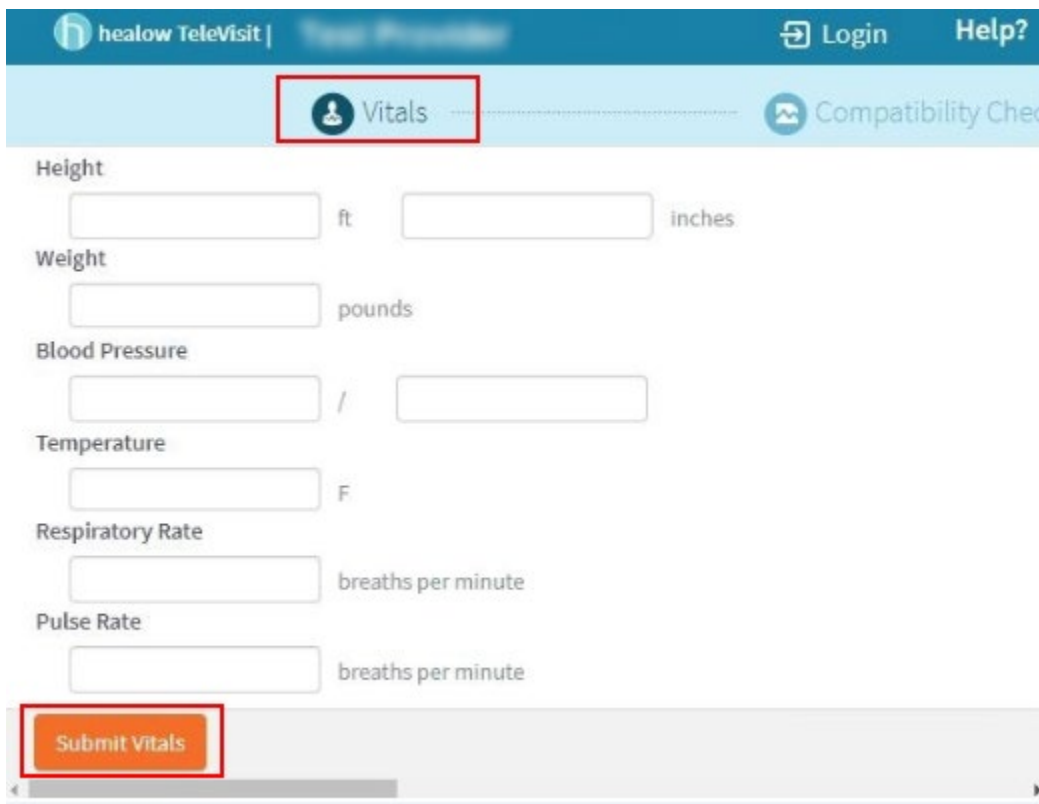 healow TeleVisit | Login Help?
Vitals Compatibility Chec
Height
ft inches
Weight
pounds
Blood Pressure
/
Temperature
F
Respiratory Rate
breaths per minute
Pulse Rate
breaths per minute
Submit Vitals